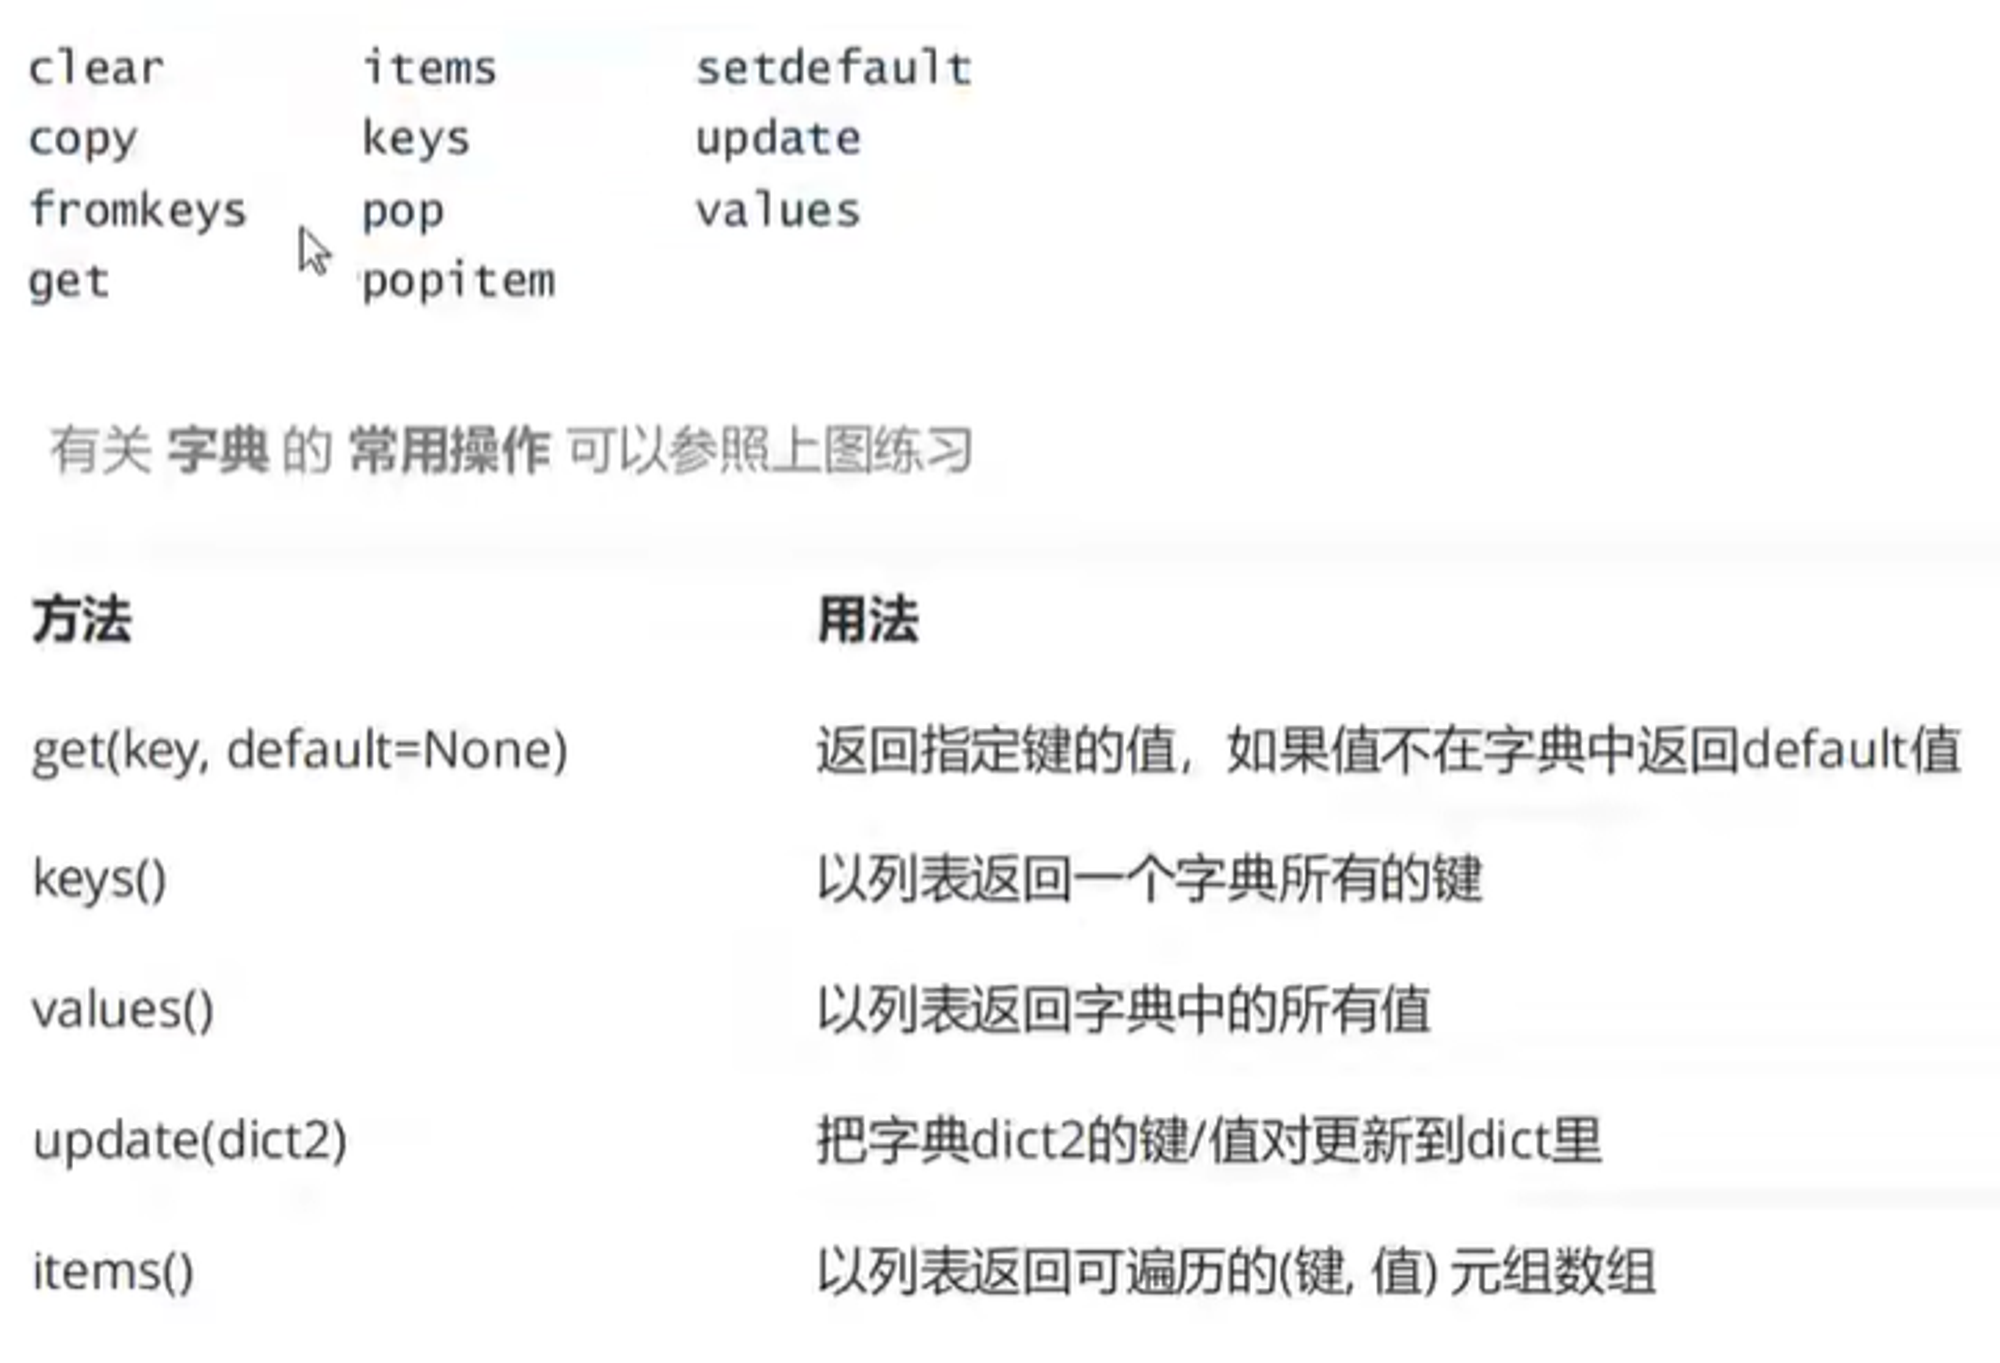 clear items setdefault
copy keys update
fromkeys pop values
get popitem
有关 字典 的 常用操作 可以参照上图练习
方法 用法
get(key, default=None) 返回指定键的值，如果值不在字典中返回default值
keys() 以列表返回一个字典所有的键
values() 以列表返回字典中的所有值
update(dict2) 把字典dict2的键/值对更新到dict里
items() 以列表返回可遍历的(键, 值) 元组数组